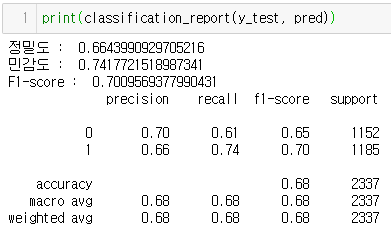 1 print(classification_report(y_test, pred))
정밀도 : 0.6643990929705216
민감도 : 0.7417721518987341
F1-score : 0.7009569377990431
precision recall f1-score support
0 0.70 0.61 0.65 1152
1 0.66 0.74 0.70 1185
accuracy 0.68 2337
macro avg 0.68 0.68 0.68 2337
weighted avg 0.68 0.68 0.68 2337